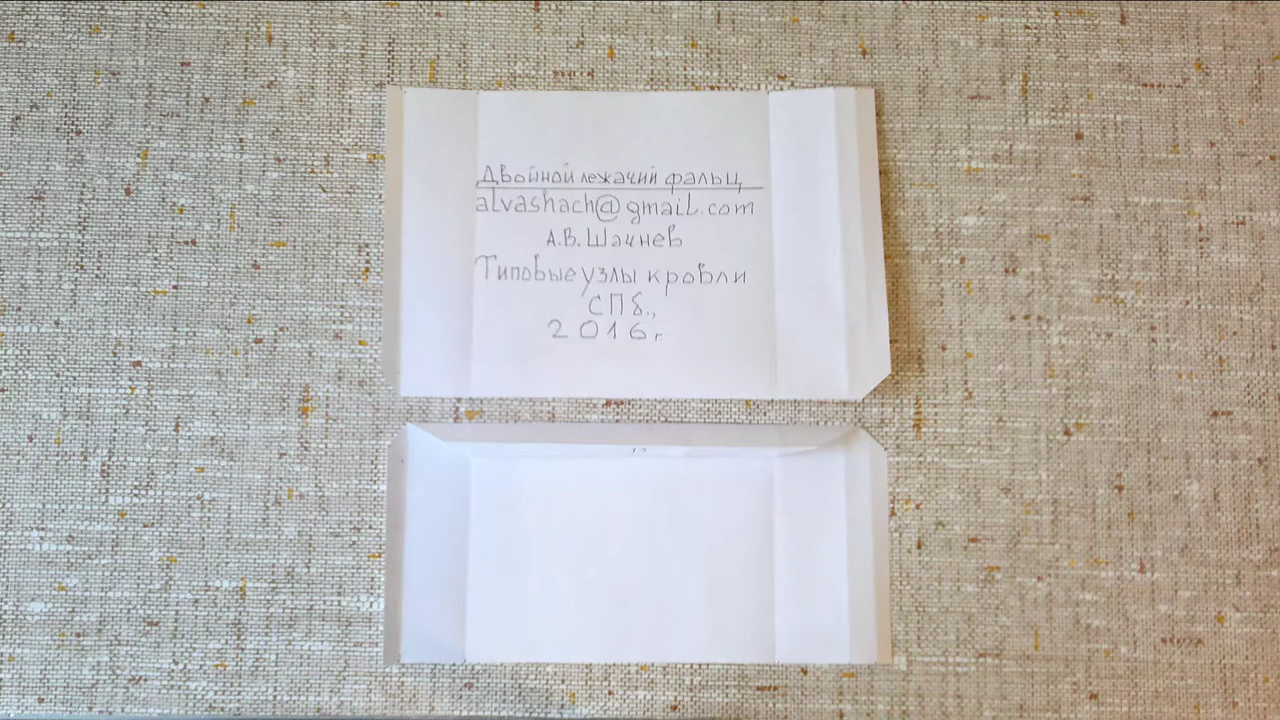 Двойной лежачий фальц
alvashach@gmail.com
А.В. Шачнев
Типовые узлы кровли
СПб.,
2016г